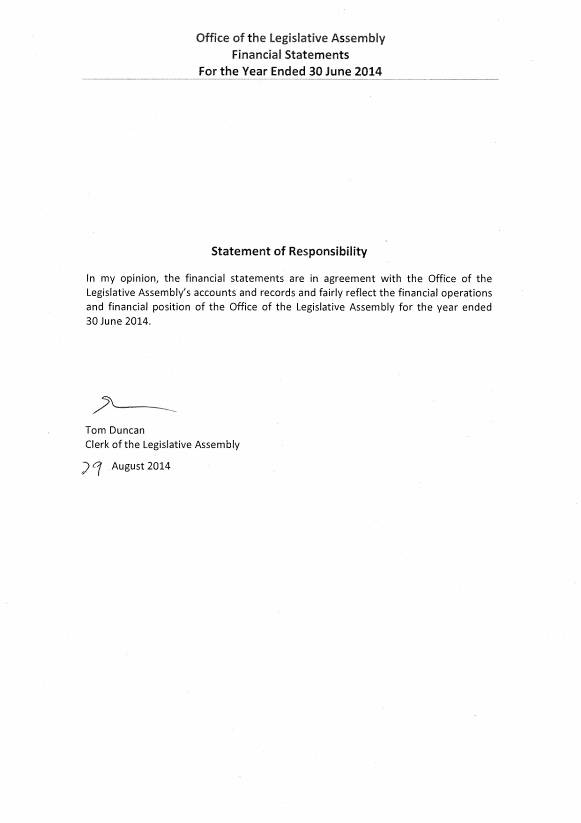 Office of the Legislative Assembly
Financial Statements
For the Year Ended 30 June 2014
Statement of Responsibility
In my opinion, the financial statements are in agreement with the Office of the
Legislative Assembly's accounts and records and fairly reflect the financial operations
and financial position of the Office of the Legislative Assembly for the year ended
30 June 2014.
Tom Duncan
Clerk of the Legislative Assembly
29 August 2014